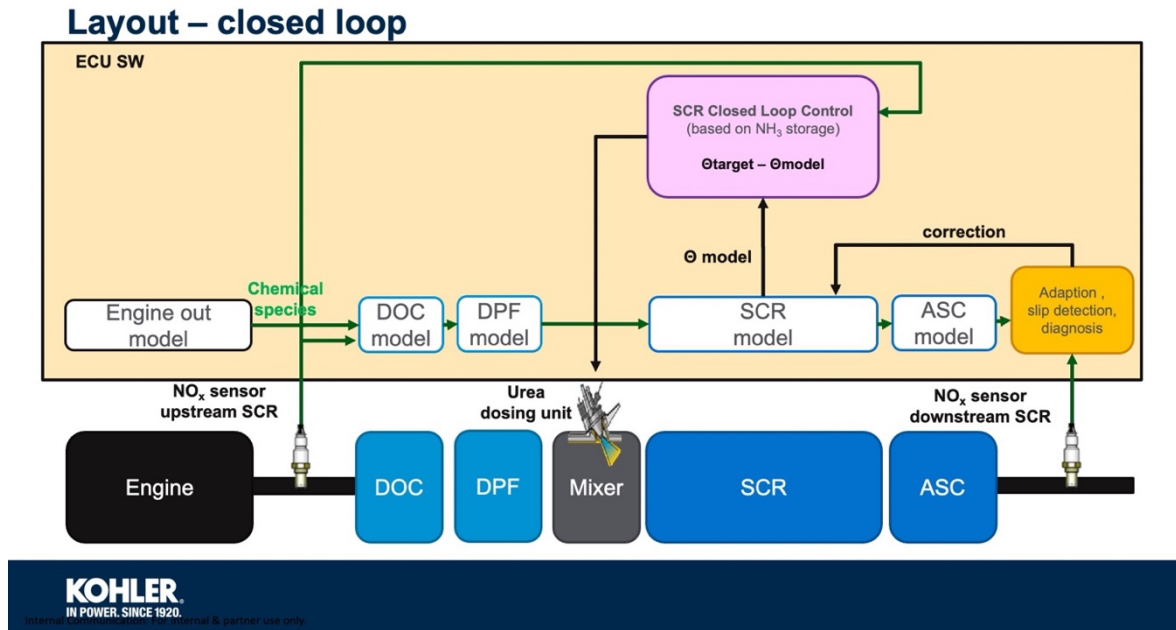 Layout – closed loop
ECU SW
SCR Closed Loop Control
(based on NH₃ storage)
Θtarget – Θmodel
correction
Θ model
Chemical
species
Engine out
model
DOC
model
DPF
model
SCR
model
ASC
model
Adaption ,
slip detection,
diagnosis
NOₓ sensor
upstream SCR
Urea
dosing unit
NOₓ sensor
downstream SCR
Engine
DOC
DPF
Mixer
SCR
ASC
KOHLER.
IN POWER. SINCE 1920.
Internal Communication: For internal & partner use only.